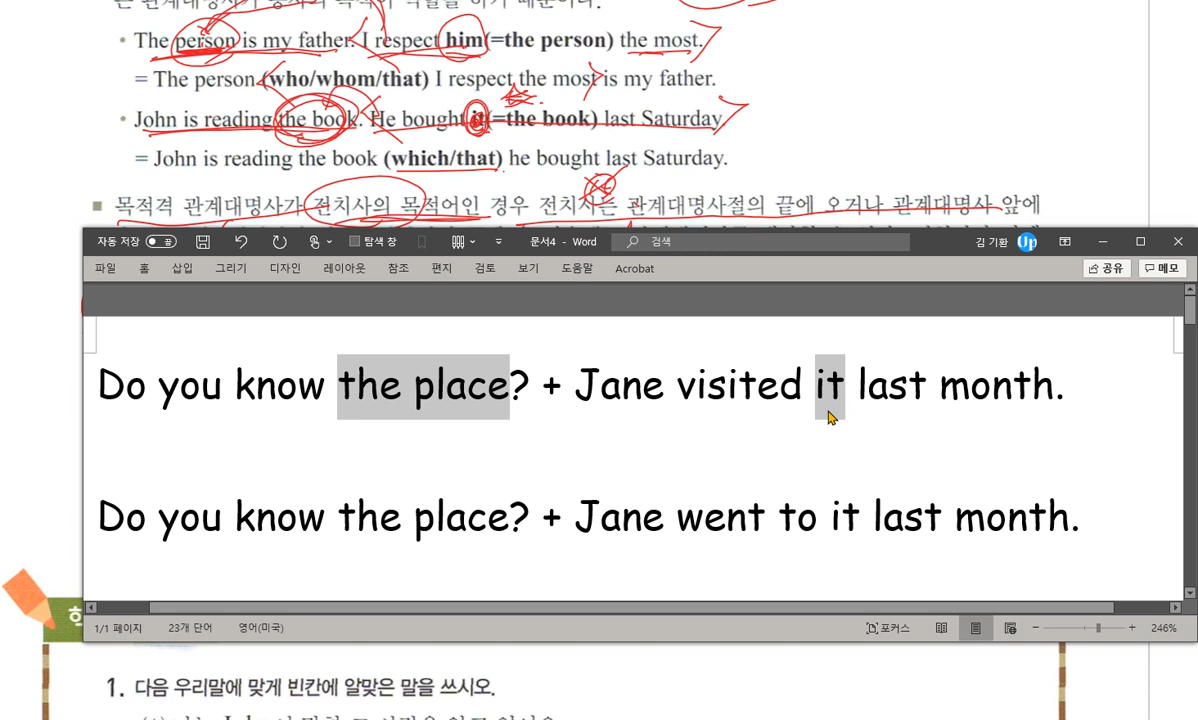 • The person is my father. I respect him(=the person) the most.
= The person (who/whom/that) I respect the most is my father.
• John is reading the book. He bought it(=the book) last Saturday
= John is reading the book (which/that) he bought last Saturday.
■ 목적격 관계대명사가 전치사의 목적어인 경우 전치사는 관계대명사절의 끝에 오거나 관계대명사 앞에
자동 저장 끔 탐색 창 문서4 - Word 검색 김 기환 Up
파일 홈 삽입 그리기 디자인 레이아웃 참조 편지 검토 보기 도움말 Acrobat 공유 메모
Do you know the place? + Jane visited it last month.
Do you know the place? + Jane went to it last month.
1/1 페이지 23개 단어 영어(미국) 포커스 - + 246%
1. 다음 우리말에 맞게 빈칸에 알맞은 말을 쓰시오.